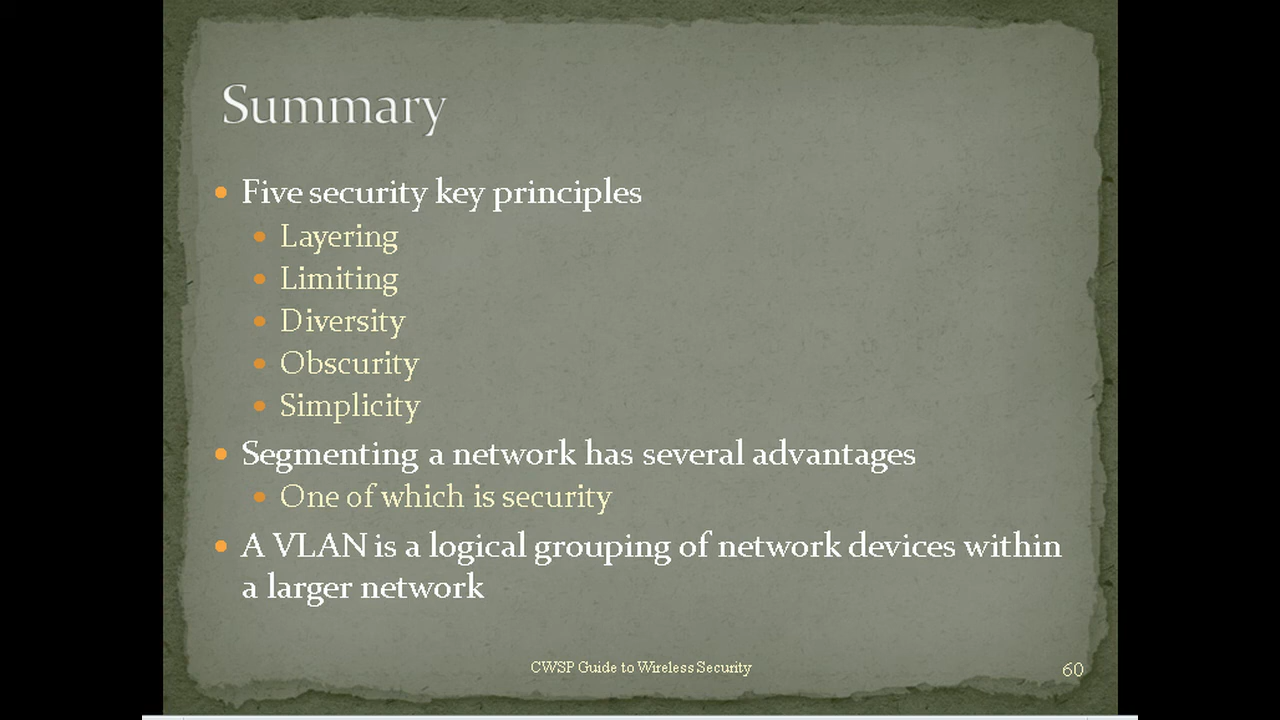 Summary
Five security key principles
Layering
Limiting
Diversity
Obscurity
Simplicity
Segmenting a network has several advantages
One of which is security
A VLAN is a logical grouping of network devices within
a larger network
CWSP Guide to Wireless Security
60